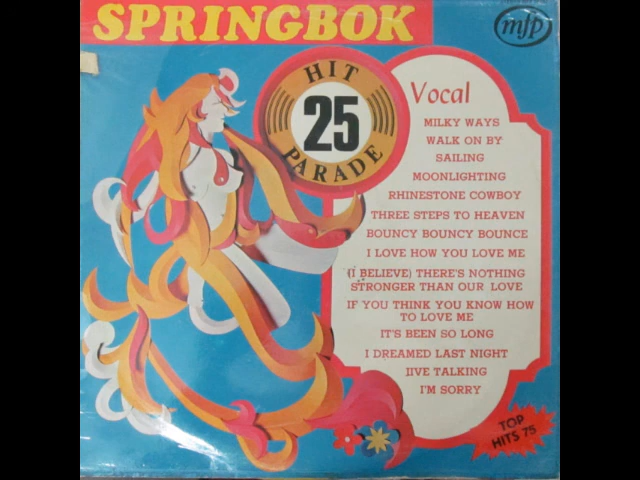 SPRINGBOK
mfp
HIT
25
PARADE
Vocal
MILKY WAYS
WALK ON BY
SAILING
MOONLIGHTING
RHINESTONE COWBOY
THREE STEPS TO HEAVEN
BOUNCY BOUNCY BOUNCE
I LOVE HOW YOU LOVE ME
(I BELIEVE) THERE'S NOTHING
STRONGER THAN OUR LOVE
IF YOU THINK YOU KNOW HOW
TO LOVE ME
IT'S BEEN SO LONG
I DREAMED LAST NIGHT
JIVE TALKING
I'M SORRY
TOP
HITS 75